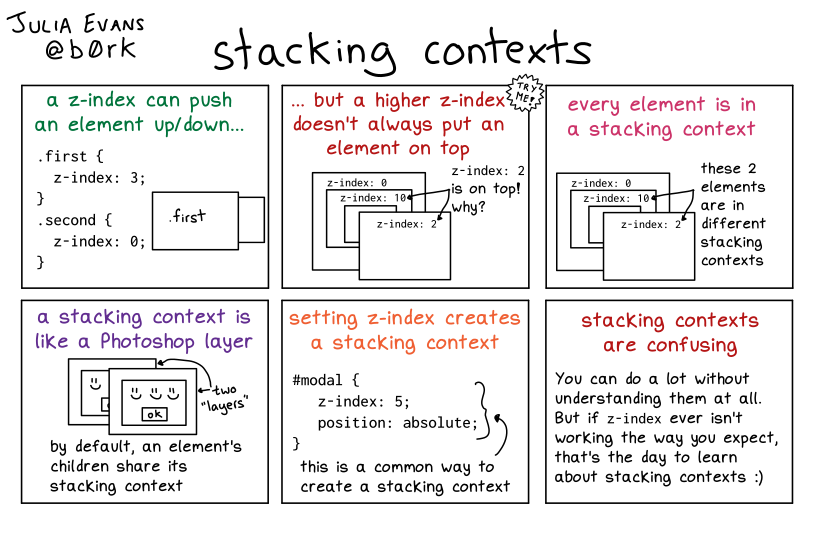 JULIA EVANS
@b0rk
stacking contexts
a z-index can push
an element up/down...
.first {
z-index: 3;
}
.second {
z-index: 0;
}
.first
... but a higher z-index
doesn't always put an
element on top
TRY
ME!
z-index: 0
z-index: 10
z-index: 2
z-index: 2
is on top!
why?
every element is in
a stacking context
z-index: 0
z-index: 10
z-index: 2
these 2
elements
are in
different
stacking
contexts
a stacking context is
like a Photoshop layer
ok
two
"layers"
by default, an element's
children share its
stacking context
setting z-index creates
a stacking context
#modal {
z-index: 5;
position: absolute;
}
this is a common way to
create a stacking context
stacking contexts
are confusing
You can do a lot without
understanding them at all.
But if z-index ever isn't
working the way you expect,
that's the day to learn
about stacking contexts :)